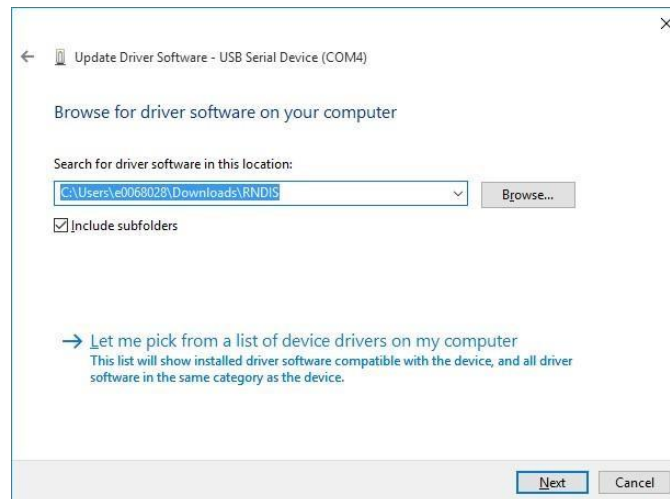 Update Driver Software - USB Serial Device (COM4)
Browse for driver software on your computer
Search for driver software in this location:
C:\Users\e0068028\Downloads\RNDIS
Browse...
Include subfolders
Let me pick from a list of device drivers on my computer
This list will show installed driver software compatible with the device, and all driver
software in the same category as the device.
Next
Cancel